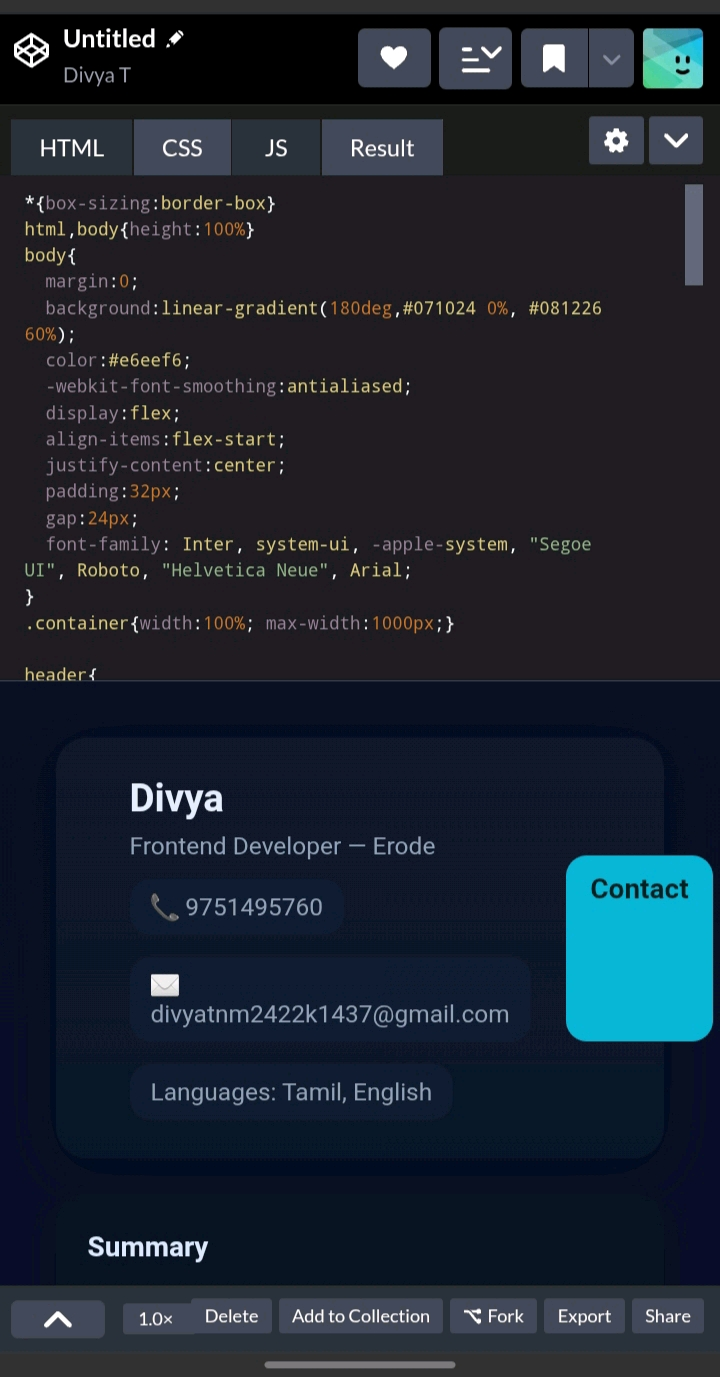 Untitled
Divya T
HTML CSS JS Result
*{box-sizing:border-box}
html,body{height:100%}
body{
  margin:0;
  background:linear-gradient(180deg,#071024 0%, #081226
60%);
  color:#e6eef6;
  -webkit-font-smoothing:antialiased;
  display:flex;
  align-items:flex-start;
  justify-content:center;
  padding:32px;
  gap:24px;
  font-family: Inter, system-ui, -apple-system, "Segoe
UI", Roboto, "Helvetica Neue", Arial;
}
.container{width:100%; max-width:1000px;}
header{
Divya
Frontend Developer — Erode
📞 9751495760
Contact
✉️
divyatnm2422k1437@gmail.com
Languages: Tamil, English
Summary
1.0× Delete Add to Collection Fork Export Share